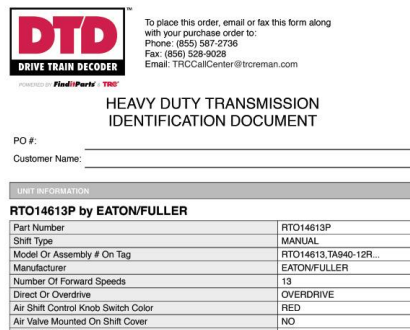 DTD™
DRIVE TRAIN DECODER
POWERED BY FinditParts & TRC
To place this order, email or fax this form along
with your purchase order to:
Phone: (855) 587-2736
Fax: (856) 528-9028
Email: TRCCallCenter@trcreman.com
HEAVY DUTY TRANSMISSION
IDENTIFICATION DOCUMENT
PO #:
Customer Name:
UNIT INFORMATION
RTO14613P by EATON/FULLER
Part Number RTO14613P
Shift Type MANUAL
Model Or Assembly # On Tag RTO14613,TA940-12R...
Manufacturer EATON/FULLER
Number Of Forward Speeds 13
Direct Or Overdrive OVERDRIVE
Air Shift Control Knob Switch Color RED
Air Valve Mounted On Shift Cover NO